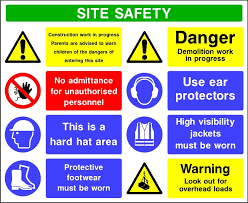 SITE SAFETY
Construction work in progress
Parents are advised to warn
children of the dangers of
entering this site
Danger
Demolition work
in progress
No admittance
for unauthorised
personnel
Use ear
protectors
This is a
hard hat area
High visibility
jackets
must be worn
Protective
footwear
must be worn
Warning
Look out for
overhead loads